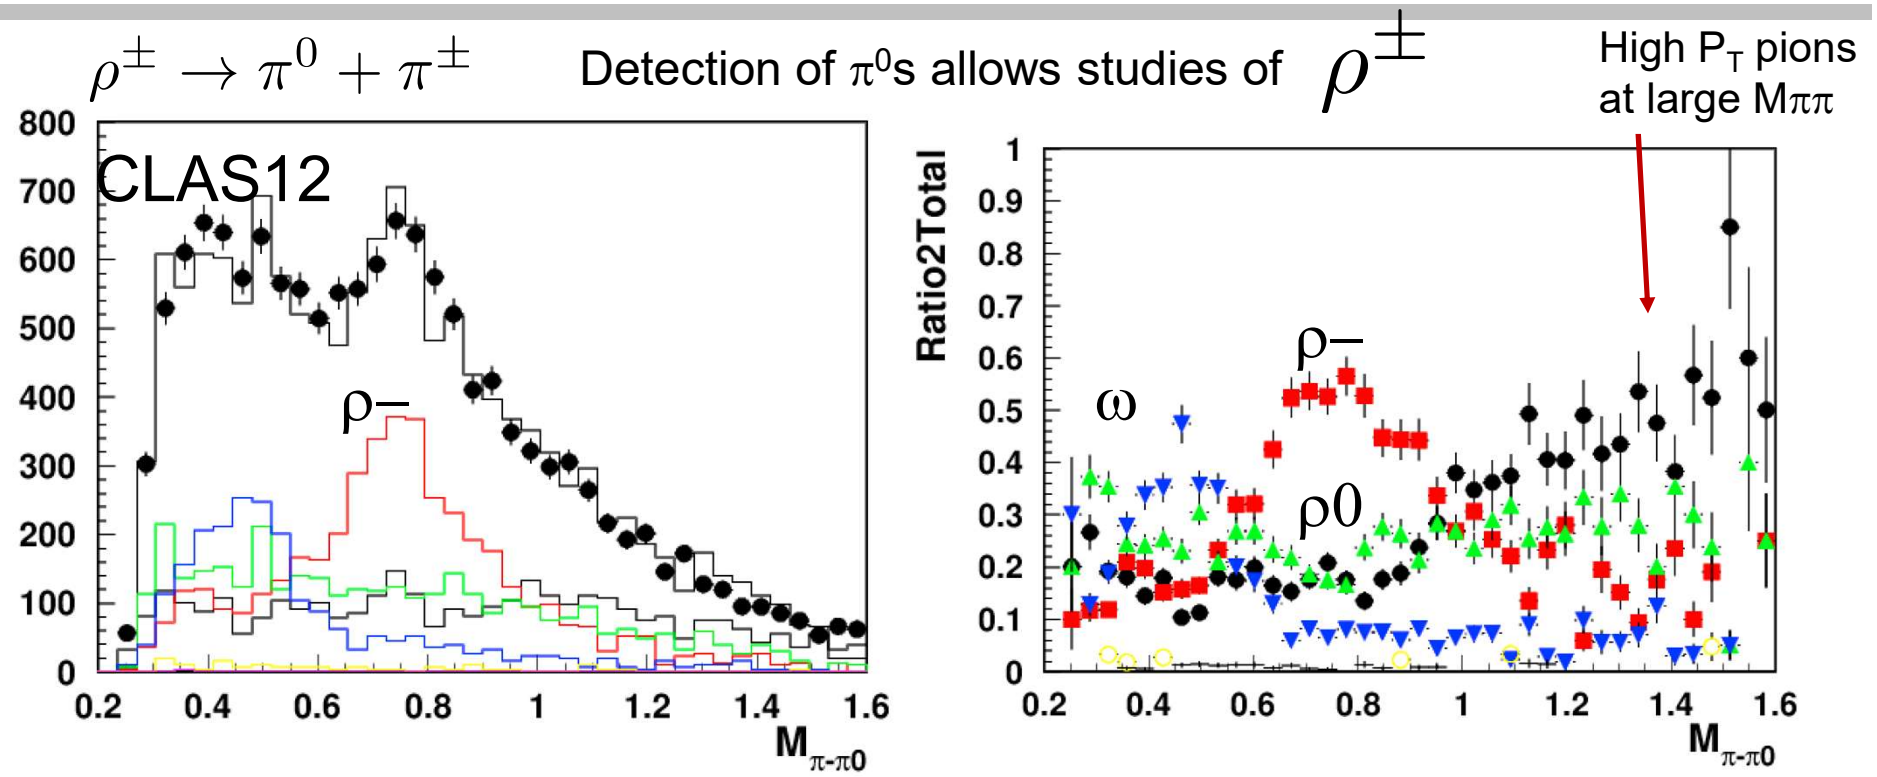 ρ± → π0 + π±
Detection of π0s allows studies of ρ±
High PT pions
at large Mππ
CLAS12
800
700
600
500
400
300
200
100
0
ρ−
0.2 0.4 0.6 0.8 1 1.2 1.4 1.6
Mπ-π0
Ratio2Total
1
0.9
0.8
0.7
0.6
0.5
0.4
0.3
0.2
0.1
0
ρ−
ω
ρ0
0.2 0.4 0.6 0.8 1 1.2 1.4 1.6
Mπ-π0